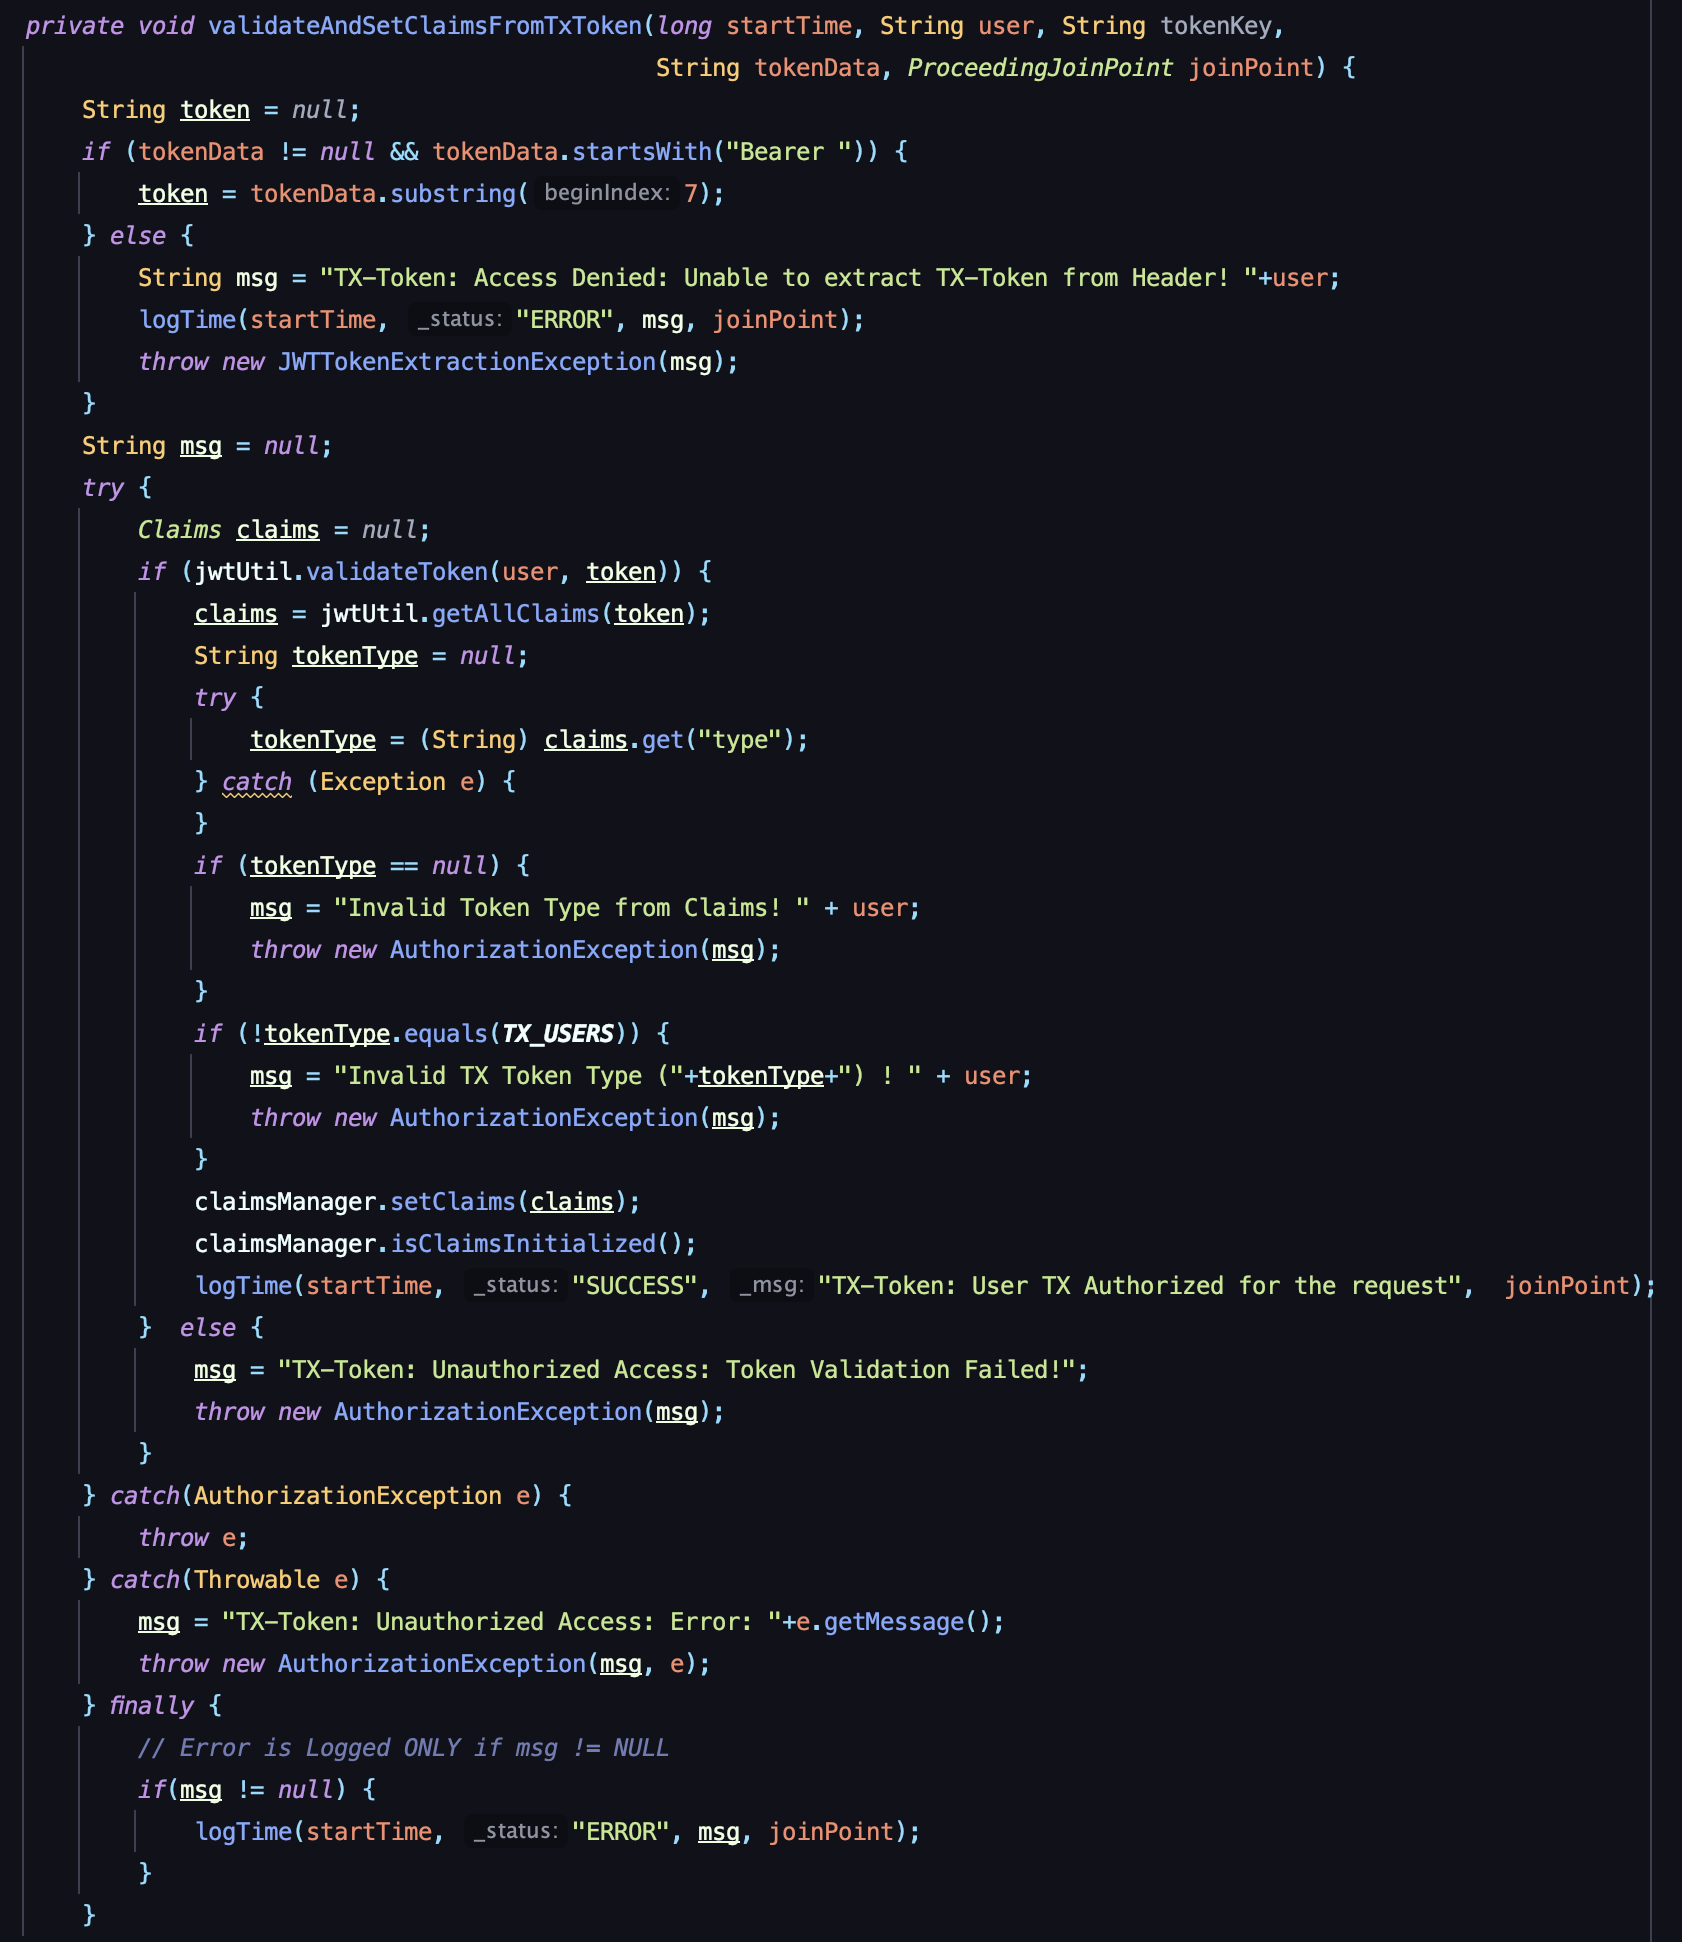 private void validateAndSetClaimsFromTxToken(long startTime, String user, String tokenKey,
                                             String tokenData, ProceedingJoinPoint joinPoint) {
    String token = null;
    if (tokenData != null && tokenData.startsWith("Bearer ")) {
        token = tokenData.substring( beginIndex: 7);
    } else {
        String msg = "TX-Token: Access Denied: Unable to extract TX-Token from Header! "+user;
        logTime(startTime, _status: "ERROR", msg, joinPoint);
        throw new JWTTokenExtractionException(msg);
    }
    String msg = null;
    try {
        Claims claims = null;
        if (jwtUtil.validateToken(user, token)) {
            claims = jwtUtil.getAllClaims(token);
            String tokenType = null;
            try {
                tokenType = (String) claims.get("type");
            } catch (Exception e) {
            }
            if (tokenType == null) {
                msg = "Invalid Token Type from Claims! " + user;
                throw new AuthorizationException(msg);
            }
            if (!tokenType.equals(TX_USERS)) {
                msg = "Invalid TX Token Type ("+tokenType+") ! " + user;
                throw new AuthorizationException(msg);
            }
            claimsManager.setClaims(claims);
            claimsManager.isClaimsInitialized();
            logTime(startTime, _status: "SUCCESS", _msg: "TX-Token: User TX Authorized for the request",  joinPoint);
        }  else {
            msg = "TX-Token: Unauthorized Access: Token Validation Failed!";
            throw new AuthorizationException(msg);
        }
    } catch(AuthorizationException e) {
        throw e;
    } catch(Throwable e) {
        msg = "TX-Token: Unauthorized Access: Error: "+e.getMessage();
        throw new AuthorizationException(msg, e);
    } finally {
        // Error is Logged ONLY if msg != NULL
        if(msg != null) {
            logTime(startTime, _status: "ERROR", msg, joinPoint);
        }
    }